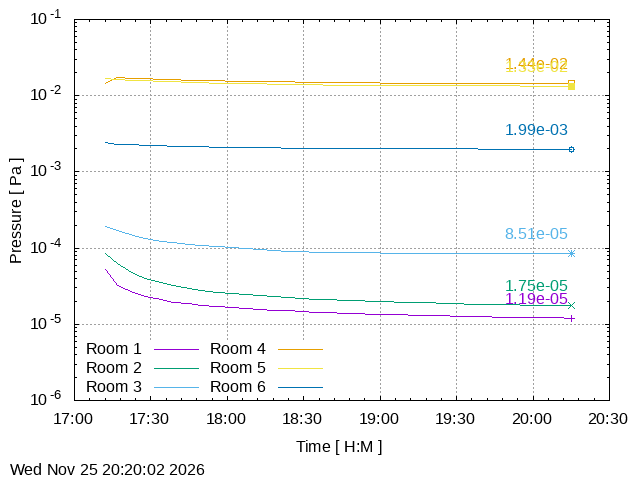 10^-1
10^-2
10^-3
10^-4
10^-5
10^-6
Pressure [ Pa ]
1.44e-02
1.99e-03
8.51e-05
1.75e-05
1.19e-05
Room 1 Room 4
Room 2 Room 5
Room 3 Room 6
17:00 17:30 18:00 18:30 19:00 19:30 20:00 20:30
Time [ H:M ]
Wed Nov 25 20:20:02 2026